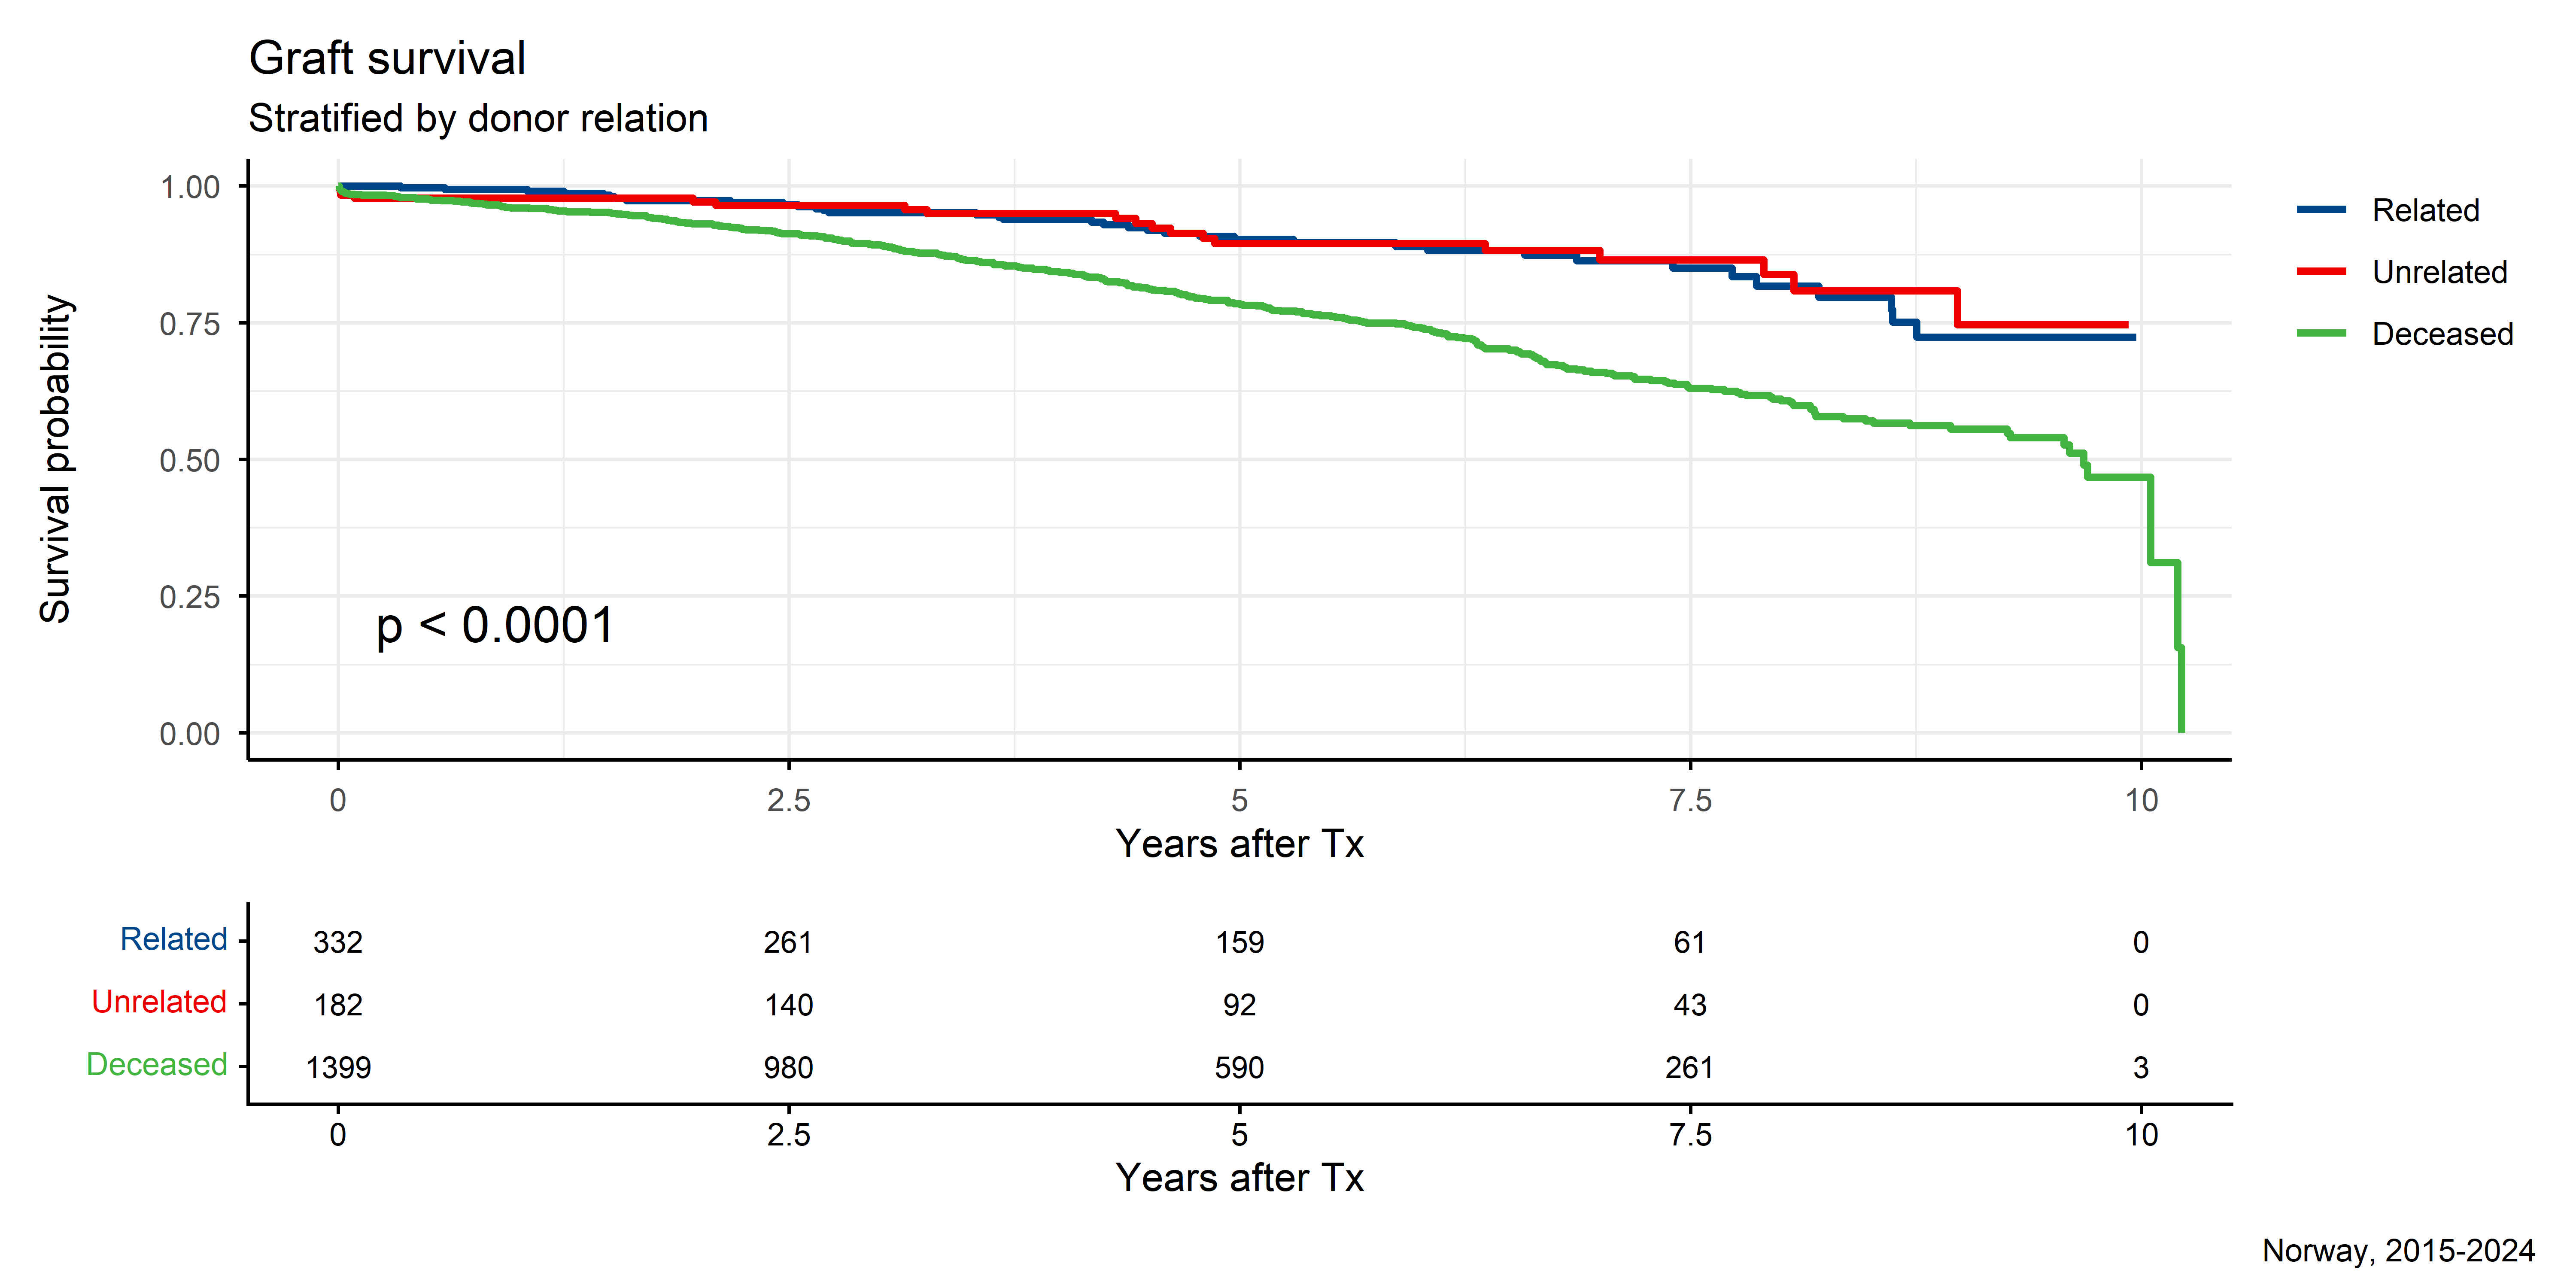 Graft survival
Stratified by donor relation
Survival probability
1.00
0.75
0.50
0.25
0.00
p < 0.0001
0 2.5 5 7.5 10
Years after Tx
Related
Unrelated
Deceased
Related 332 261 159 61 0
Unrelated 182 140 92 43 0
Deceased 1399 980 590 261 3
0 2.5 5 7.5 10
Years after Tx
Norway, 2015-2024